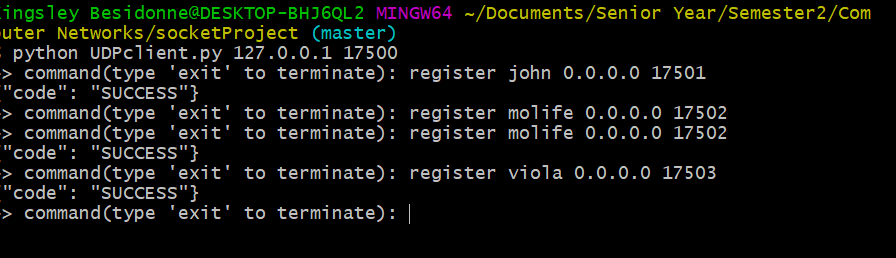 ingsley Besidonne@DESKTOP-BHJ6QL2 MINGW64 ~/Documents/Senior Year/Semester2/Com
uter Networks/socketProject (master)
$ python UDPclient.py 127.0.0.1 17500
> command(type 'exit' to terminate): register john 0.0.0.0 17501
"code": "SUCCESS"}
> command(type 'exit' to terminate): register molife 0.0.0.0 17502
> command(type 'exit' to terminate): register molife 0.0.0.0 17502
"code": "SUCCESS"}
> command(type 'exit' to terminate): register viola 0.0.0.0 17503
"code": "SUCCESS"}
> command(type 'exit' to terminate):